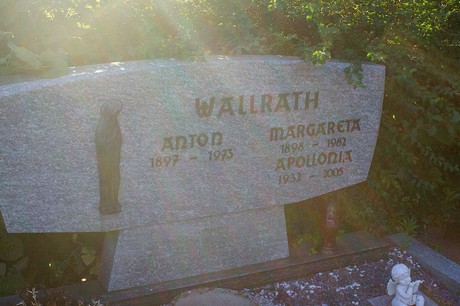 WALLRATH
ANTON
1897 - 1973
MARGARETA
1898 - 1982
APOLLONIA
1932 - 2005